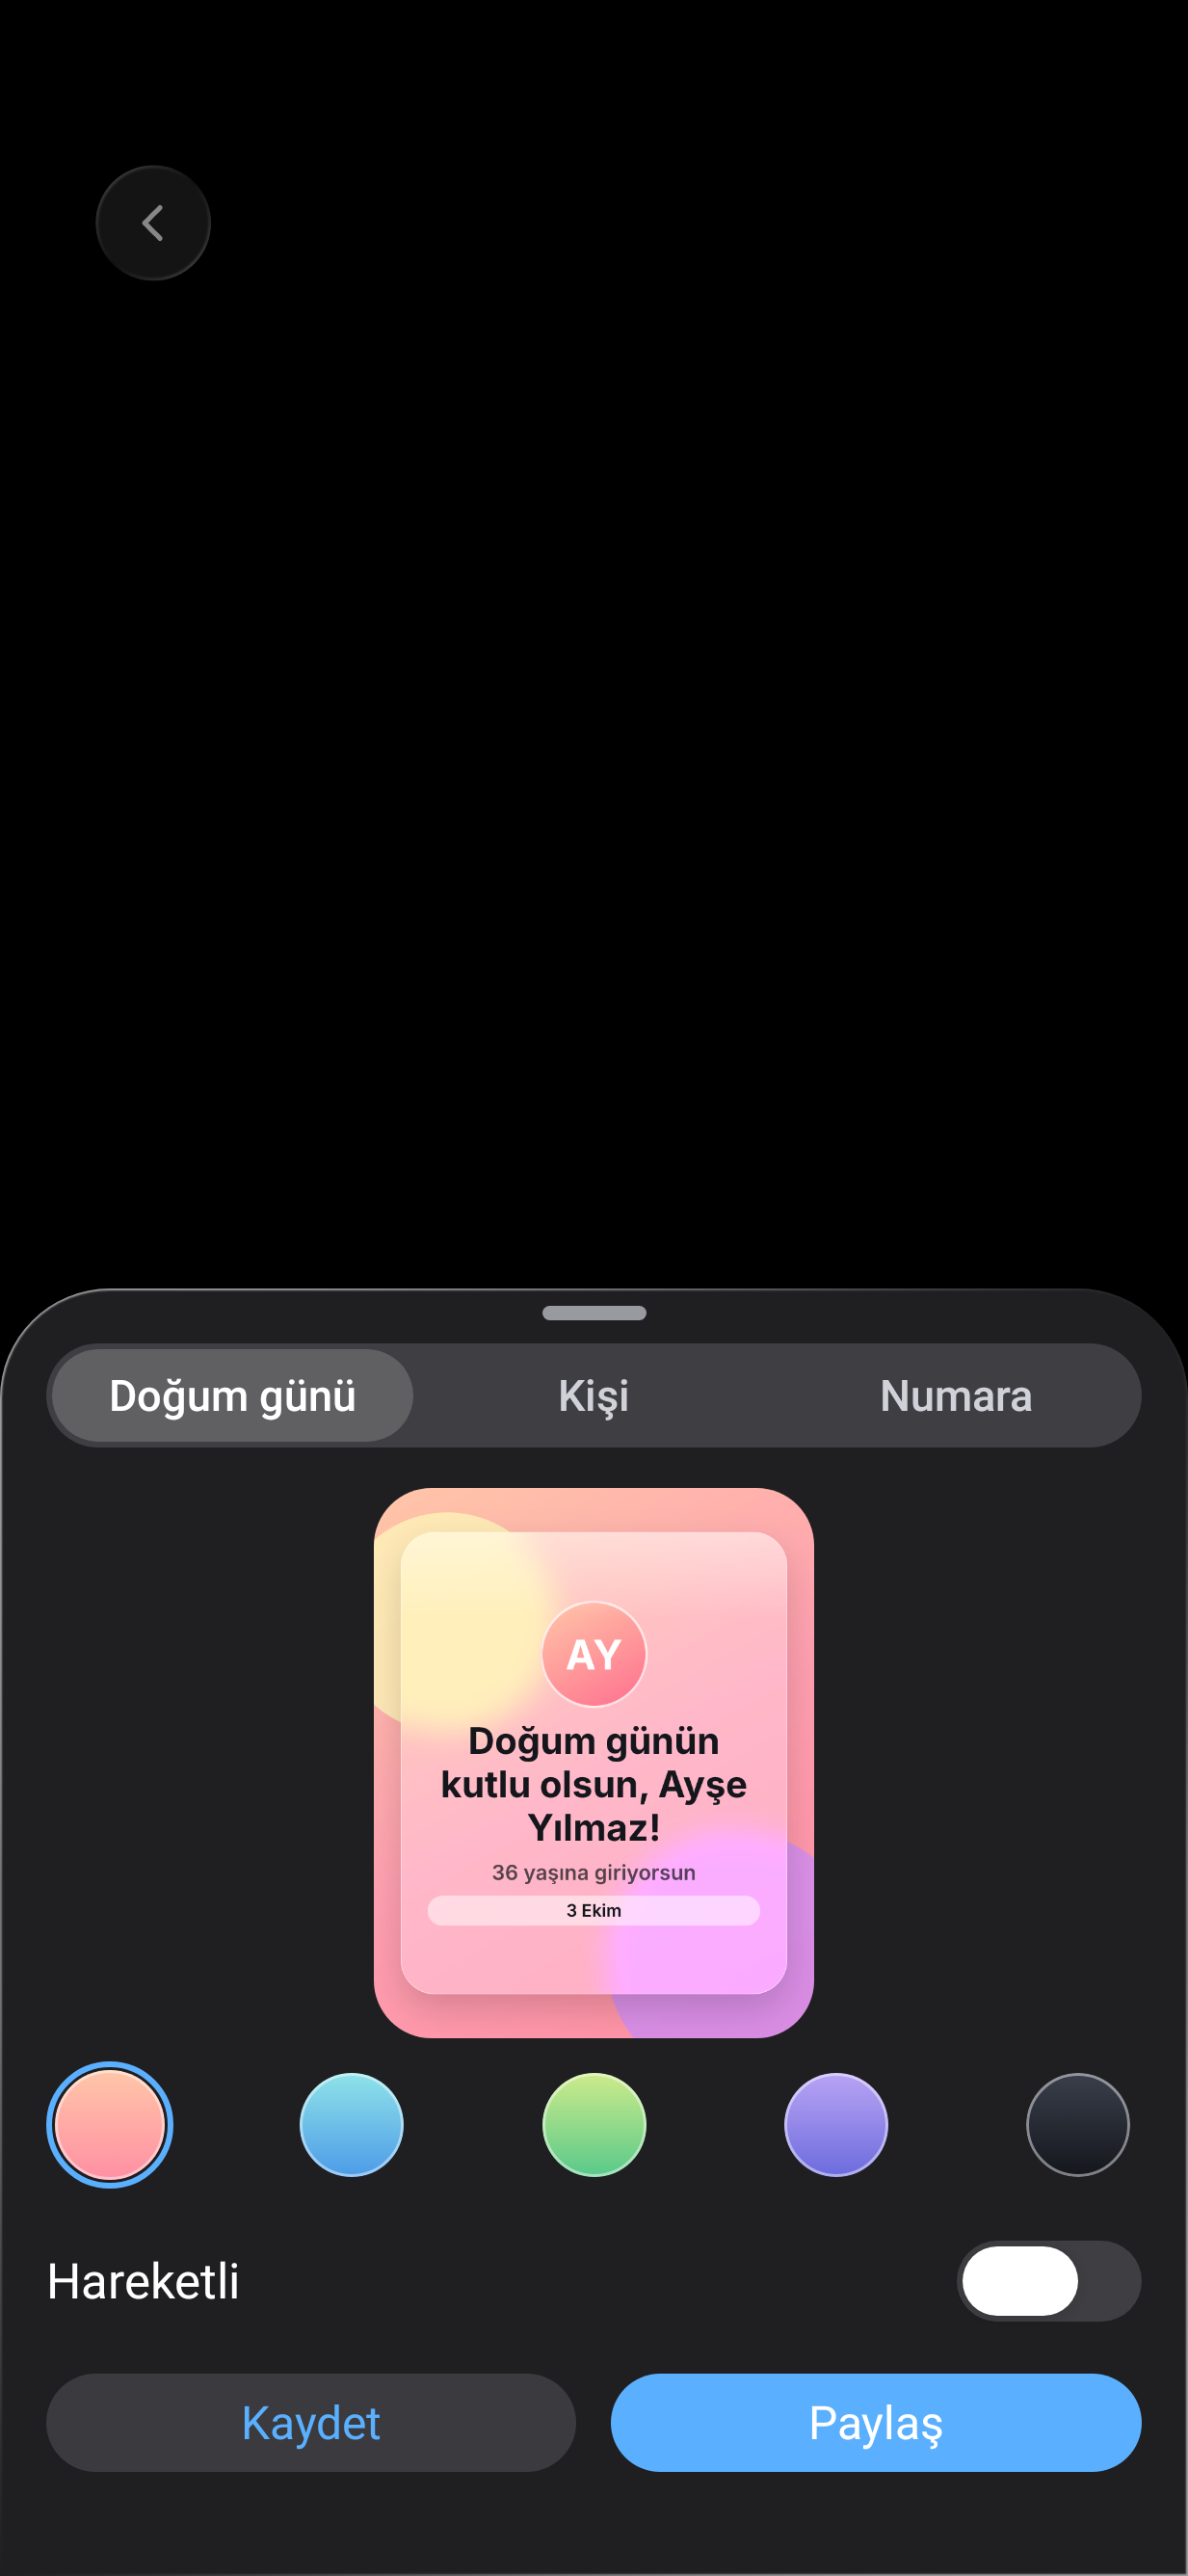 Doğum günü
Kişi
Numara
AY
Doğum günün
kutlu olsun, Ayşe
Yılmaz!
36 yaşına giriyorsun
3 Ekim
Hareketli
Kaydet
Paylaş